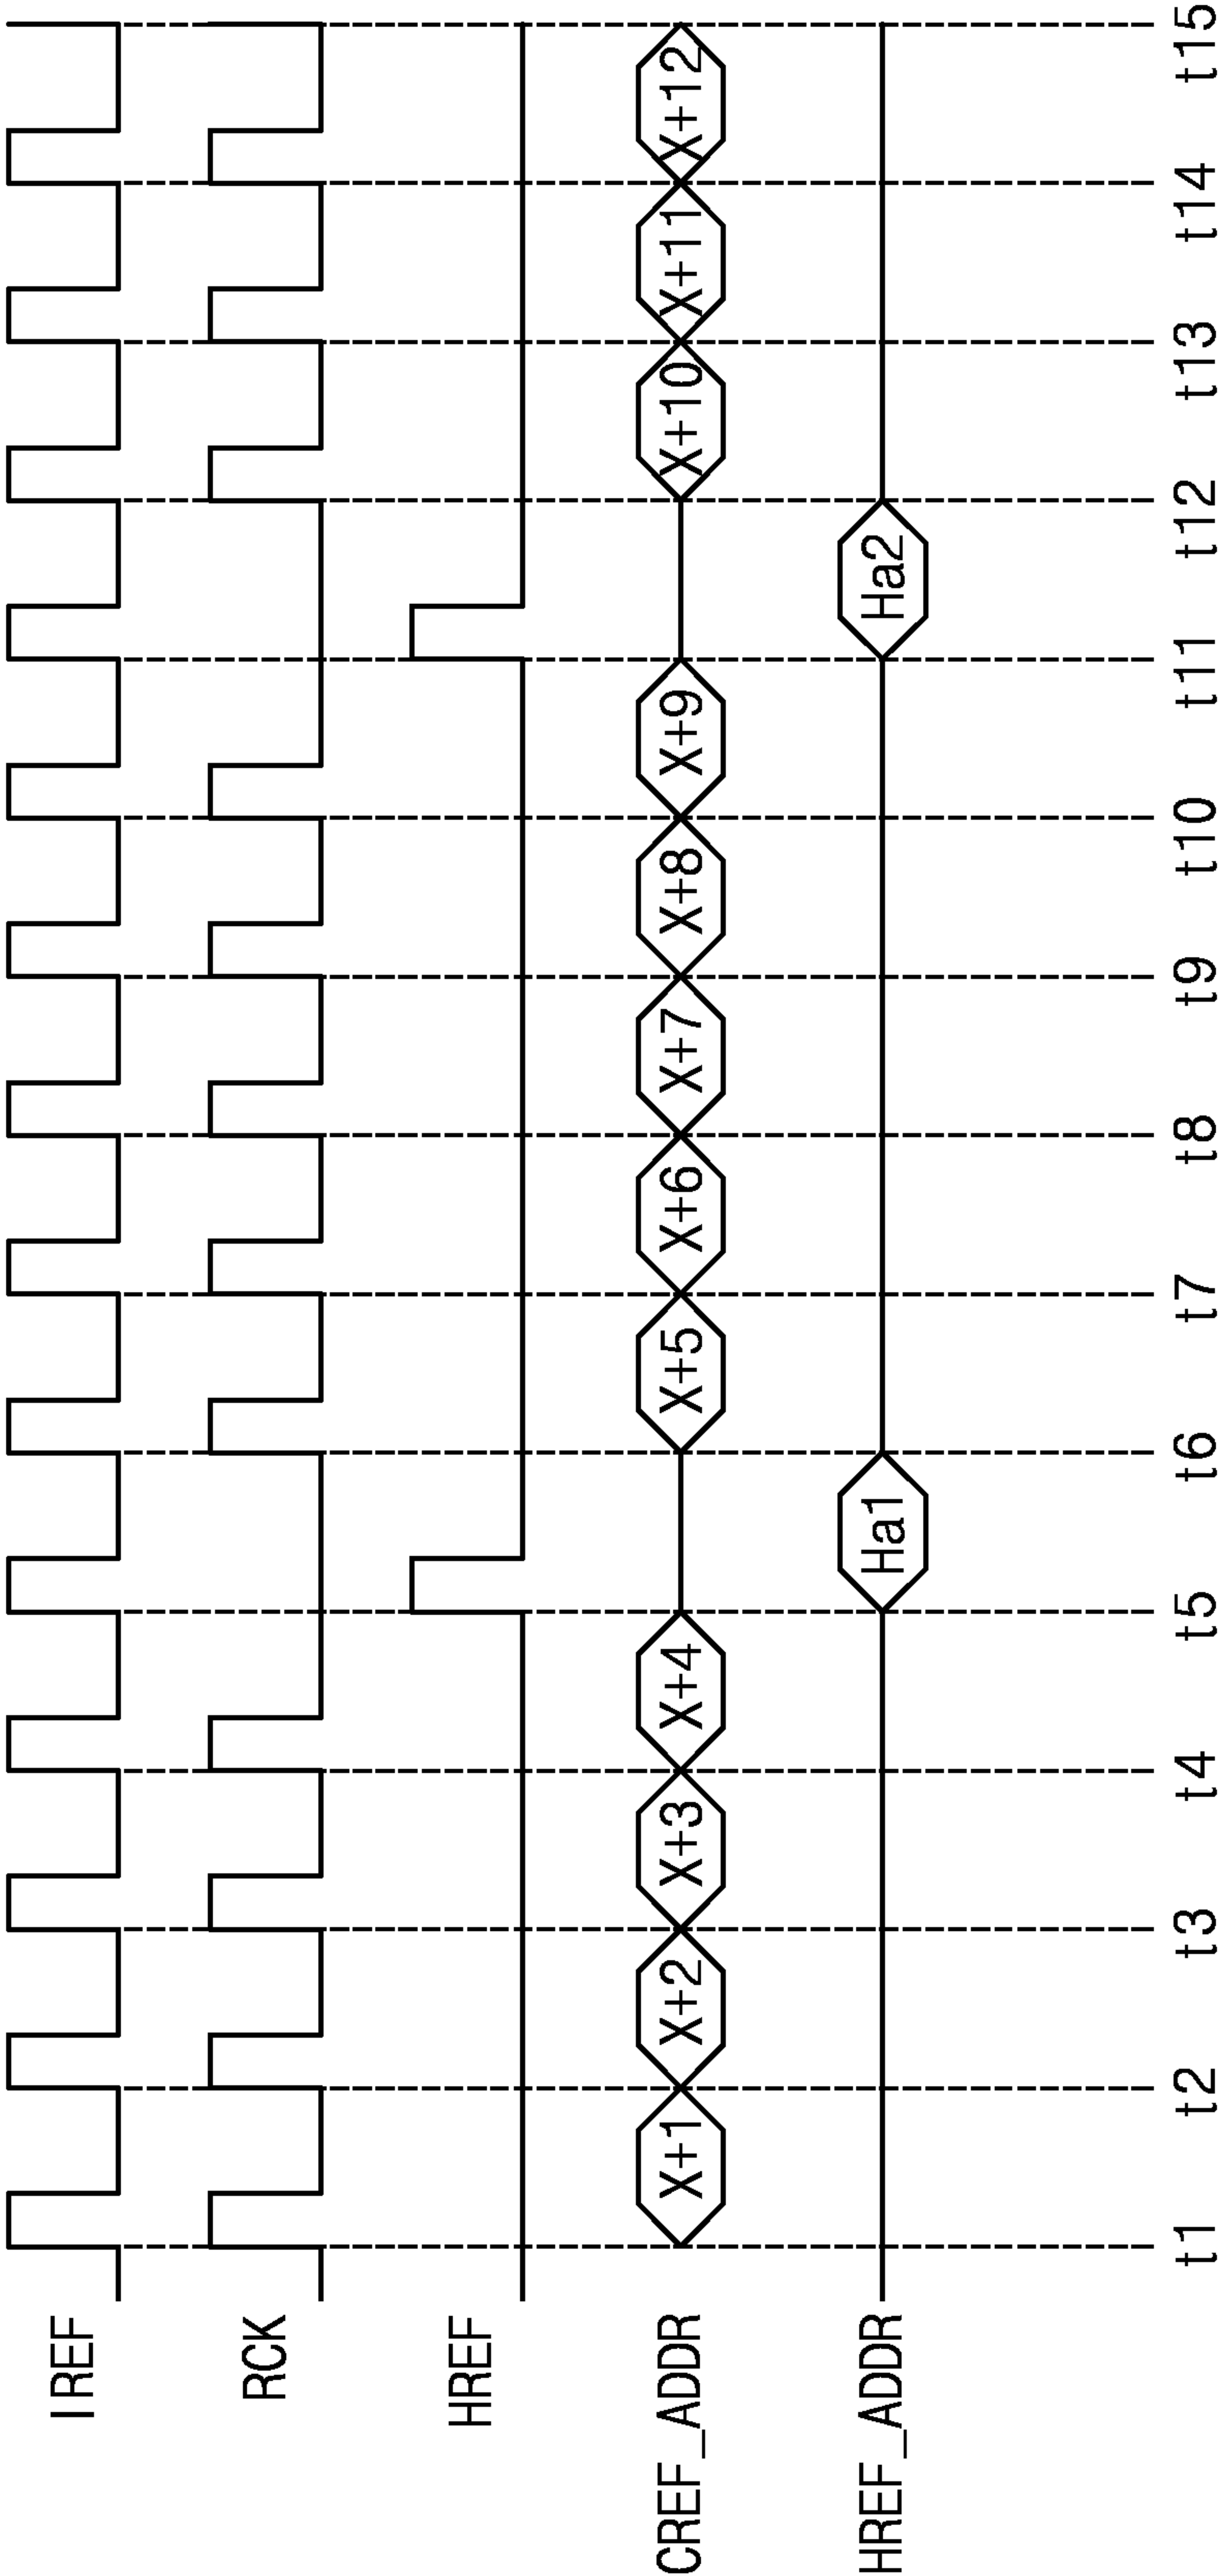 IREF
RCK
HREF
CREF_ADDR X+1 X+2 X+3 X+4 X+5 X+6 X+7 X+8 X+9 X+10 X+11 X+12
HREF_ADDR Ha1 Ha2
t1 t2 t3 t4 t5 t6 t7 t8 t9 t10 t11 t12 t13 t14 t15